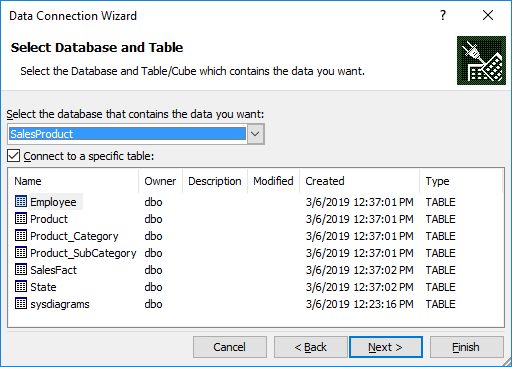 Data Connection Wizard
Select Database and Table
Select the Database and Table/Cube which contains the data you want.
Select the database that contains the data you want:
SalesProduct
Connect to a specific table:
Name Owner Description Modified Created Type
Employee dbo 3/6/2019 12:37:01 PM TABLE
Product dbo 3/6/2019 12:37:01 PM TABLE
Product_Category dbo 3/6/2019 12:37:01 PM TABLE
Product_SubCategory dbo 3/6/2019 12:37:01 PM TABLE
SalesFact dbo 3/6/2019 12:37:02 PM TABLE
State dbo 3/6/2019 12:37:02 PM TABLE
sysdiagrams dbo 3/6/2019 12:23:16 PM TABLE
Cancel < Back Next > Finish